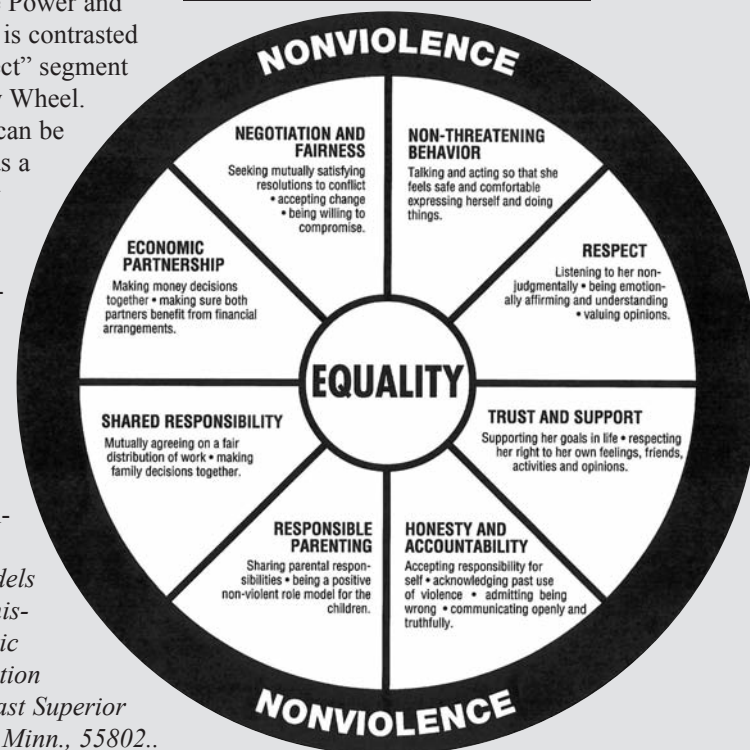 Power and
is contrasted
ect” segment
Wheel.
can be
s a
-
-
dels
is-
ic
tion
ast Superior
Minn., 55802..
NONVIOLENCE
NEGOTIATION AND
FAIRNESS
Seeking mutually satisfying
resolutions to conflict
• accepting change
• being willing to
compromise.
NON-THREATENING
BEHAVIOR
Talking and acting so that she
feels safe and comfortable
expressing herself and doing
things.
RESPECT
Listening to her non-
judgmentally • being emotion-
ally affirming and understanding
• valuing opinions.
TRUST AND SUPPORT
Supporting her goals in life • respecting
her right to her own feelings, friends,
activities and opinions.
HONESTY AND
ACCOUNTABILITY
Accepting responsibility for
self • acknowledging past use
of violence • admitting being
wrong • communicating openly and
truthfully.
RESPONSIBLE
PARENTING
Sharing parental respon-
sibilities • being a positive
non-violent role model for the
children.
SHARED RESPONSIBILITY
Mutually agreeing on a fair
distribution of work • making
family decisions together.
ECONOMIC
PARTNERSHIP
Making money decisions
together • making sure both
partners benefit from financial
arrangements.
EQUALITY
NONVIOLENCE